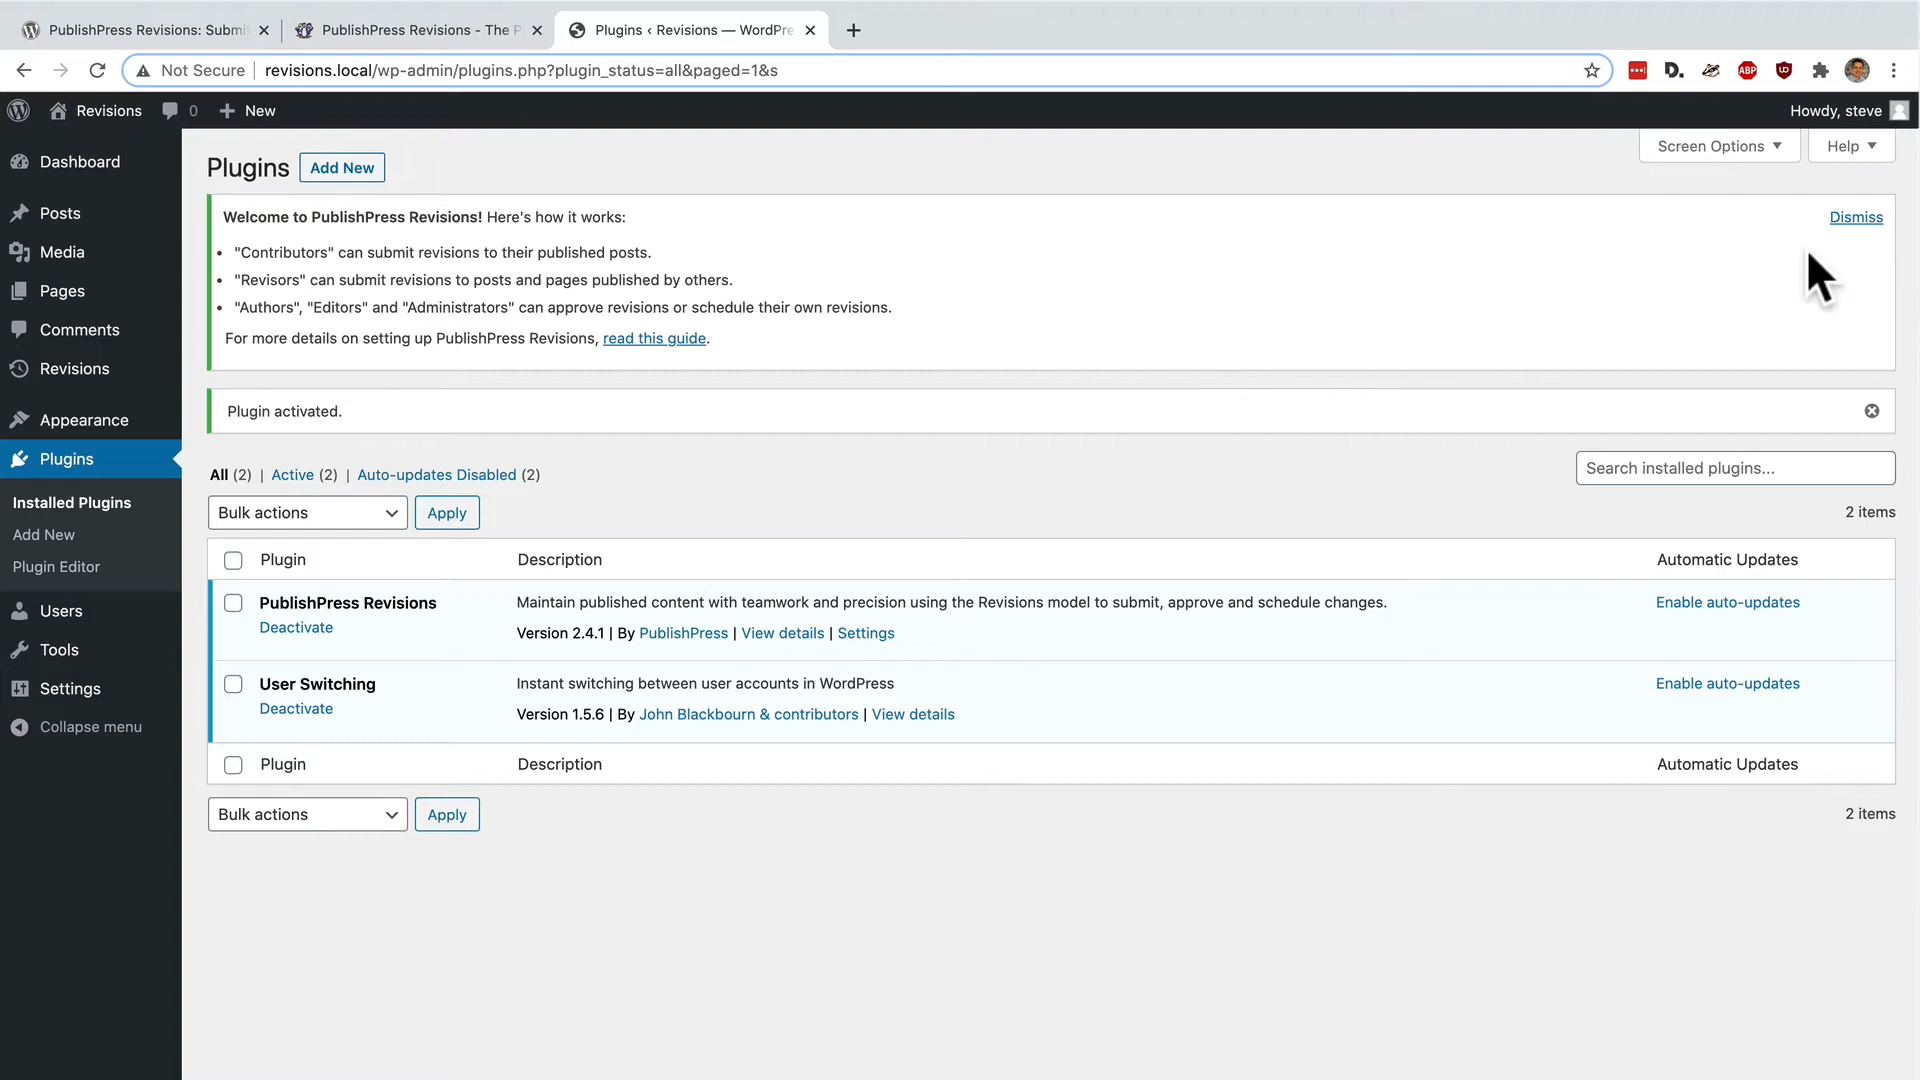 PublishPress Revisions: Submi
PublishPress Revisions - The P
Plugins ‹ Revisions — WordPre
Not Secure
revisions.local/wp-admin/plugins.php?plugin_status=all&paged=1&s
D.
ABP
Revisions
0
New
Howdy, steve
Dashboard
Posts
Media
Pages
Comments
Revisions
Appearance
Plugins
Installed Plugins
Add New
Plugin Editor
Users
Tools
Settings
Collapse menu
Screen Options
Help
Plugins
Add New
Welcome to PublishPress Revisions! Here's how it works:
Dismiss
• "Contributors" can submit revisions to their published posts.
• "Revisors" can submit revisions to posts and pages published by others.
• "Authors", "Editors" and "Administrators" can approve revisions or schedule their own revisions.
For more details on setting up PublishPress Revisions, read this guide.
Plugin activated.
All (2) | Active (2) | Auto-updates Disabled (2)
Search installed plugins...
Bulk actions
Apply
2 items
Plugin
Description
Automatic Updates
PublishPress Revisions
Deactivate
Maintain published content with teamwork and precision using the Revisions model to submit, approve and schedule changes.
Version 2.4.1 | By PublishPress | View details | Settings
Enable auto-updates
User Switching
Deactivate
Instant switching between user accounts in WordPress
Version 1.5.6 | By John Blackbourn & contributors | View details
Enable auto-updates
Plugin
Description
Automatic Updates
Bulk actions
Apply
2 items